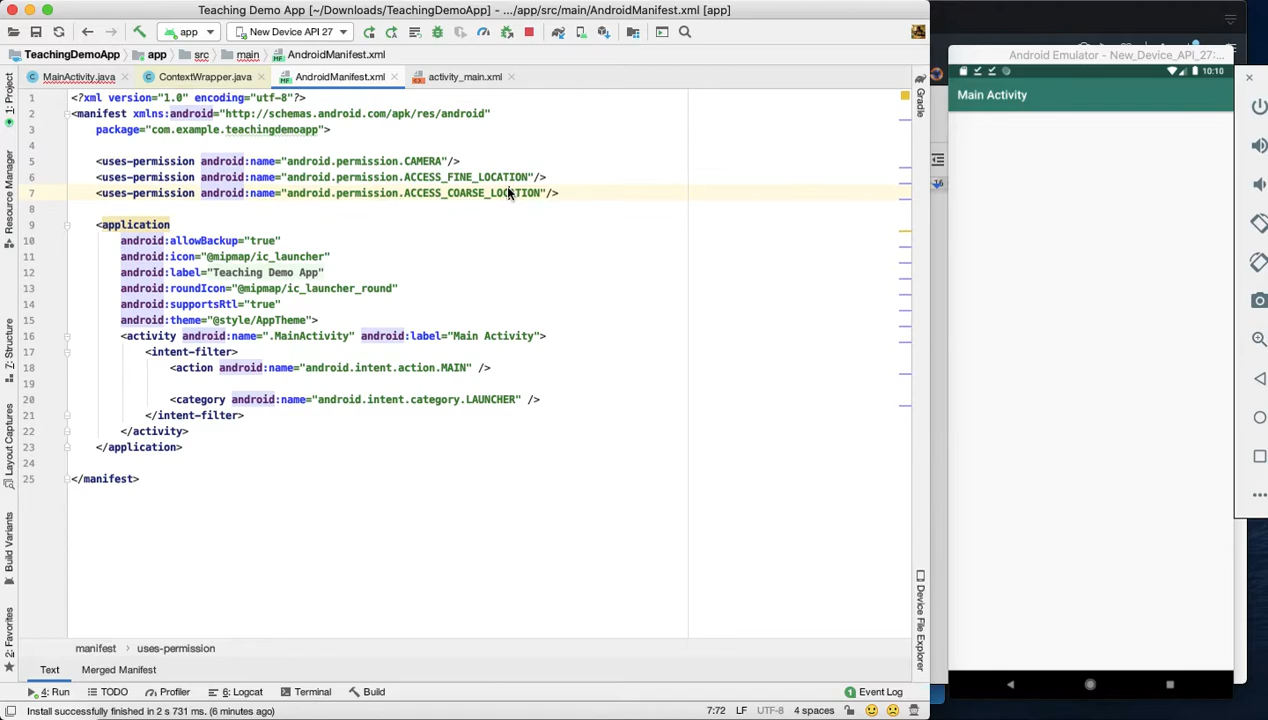 Teaching Demo App [~/Downloads/TeachingDemoApp] - .../app/src/main/AndroidManifest.xml [app]
app
New Device API 27
TeachingDemoApp
app
src
main
AndroidManifest.xml
MainActivity.java
ContextWrapper.java
AndroidManifest.xml
activity_main.xml
1 <?xml version="1.0" encoding="utf-8"?>
2 <manifest xmlns:android="http://schemas.android.com/apk/res/android"
3 package="com.example.teachingdemoapp">
4
5 <uses-permission android:name="android.permission.CAMERA"/>
6 <uses-permission android:name="android.permission.ACCESS_FINE_LOCATION"/>
7 <uses-permission android:name="android.permission.ACCESS_COARSE_LOCATION"/>
8
9 <application
10 android:allowBackup="true"
11 android:icon="@mipmap/ic_launcher"
12 android:label="Teaching Demo App"
13 android:roundIcon="@mipmap/ic_launcher_round"
14 android:supportsRtl="true"
15 android:theme="@style/AppTheme">
16 <activity android:name=".MainActivity" android:label="Main Activity">
17 <intent-filter>
18 <action android:name="android.intent.action.MAIN" />
19
20 <category android:name="android.intent.category.LAUNCHER" />
21 </intent-filter>
22 </activity>
23 </application>
24
25 </manifest>
manifest
uses-permission
Text
Merged Manifest
4: Run
TODO
Profiler
6: Logcat
Terminal
Build
1 Event Log
Install successfully finished in 2 s 731 ms. (6 minutes ago)
7:72
LF
UTF-8
4 spaces
1: Project
Resource Manager
7: Structure
Layout Captures
Build Variants
2: Favorites
Gradle
Device File Explorer
Android Emulator - New_Device_API_27:...
10:10
Main Activity